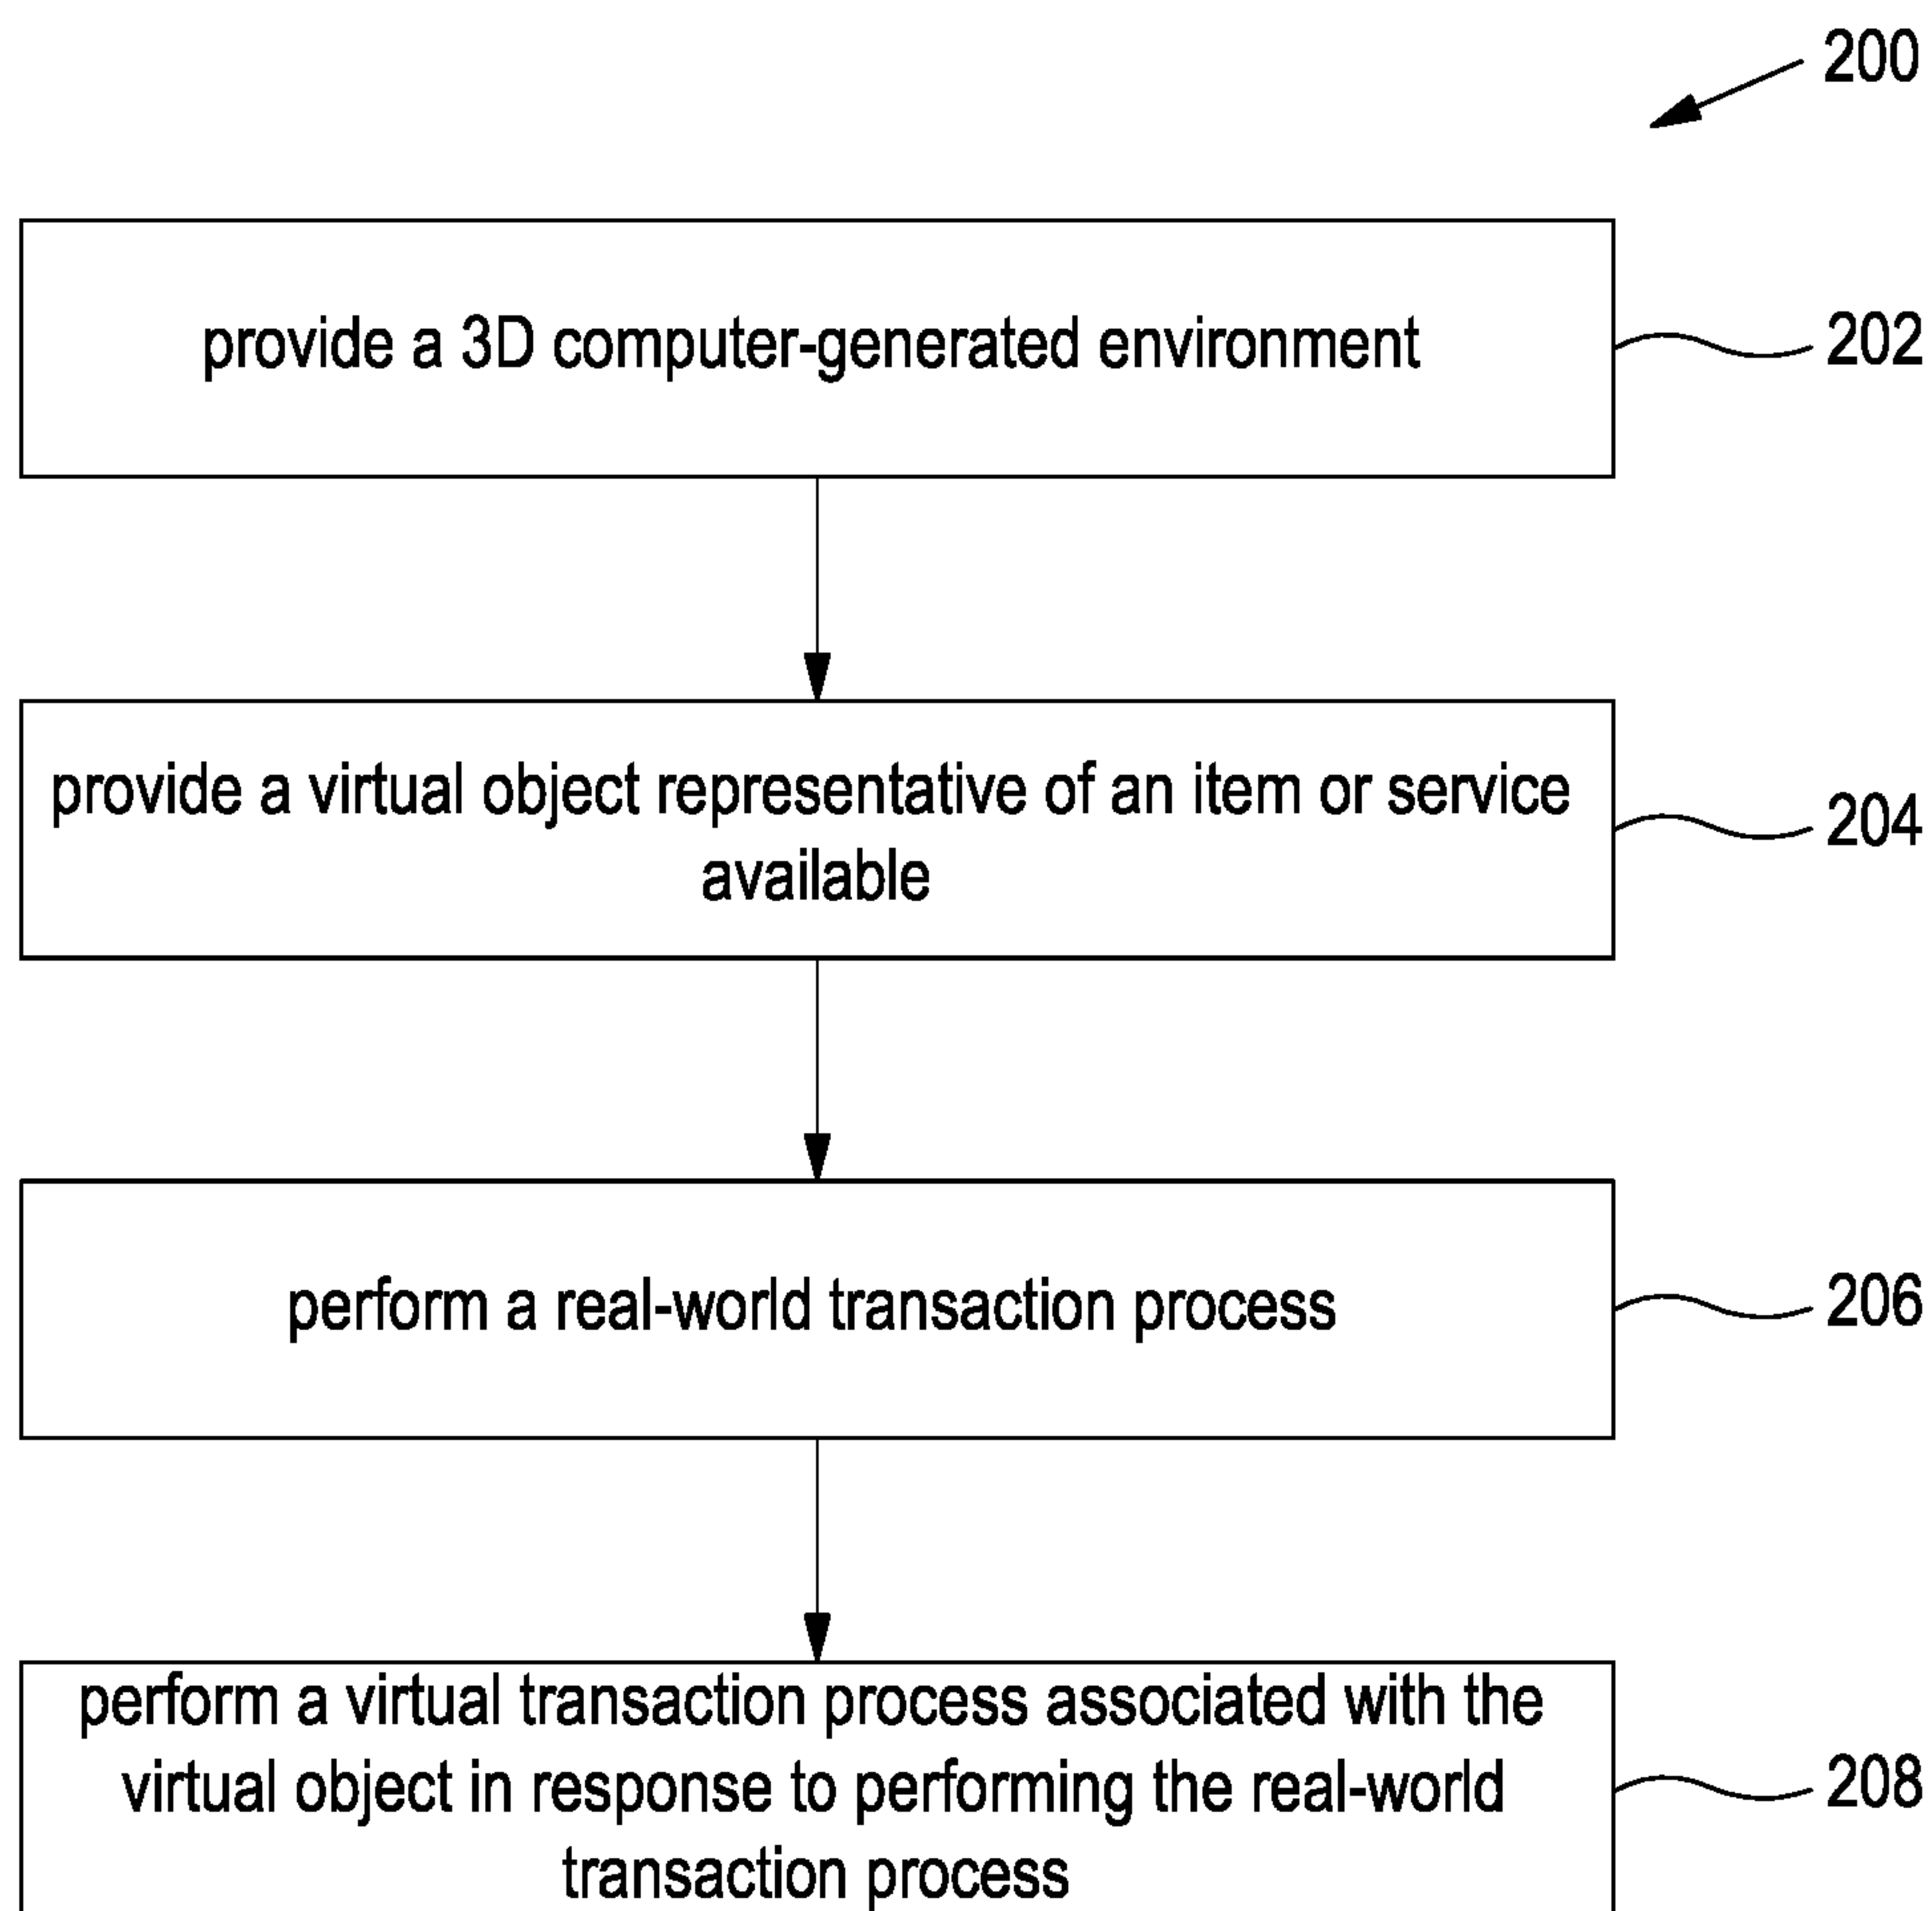 200
provide a 3D computer-generated environment
202
provide a virtual object representative of an item or service
available
204
perform a real-world transaction process
206
perform a virtual transaction process associated with the
virtual object in response to performing the real-world
transaction process
208